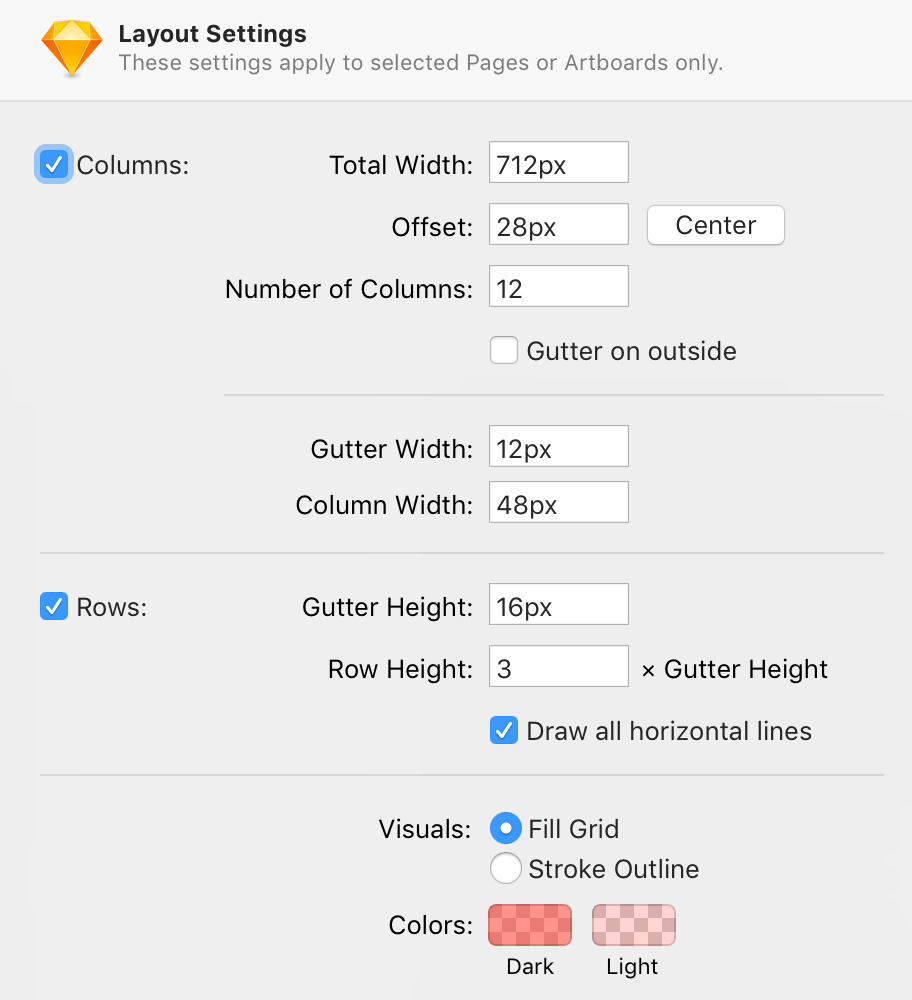 Layout Settings
These settings apply to selected Pages or Artboards only.
Columns: Total Width: 712px
Offset: 28px Center
Number of Columns: 12
Gutter on outside
Gutter Width: 12px
Column Width: 48px
Rows: Gutter Height: 16px
Row Height: 3 × Gutter Height
Draw all horizontal lines
Visuals: Fill Grid
Stroke Outline
Colors:
Dark Light